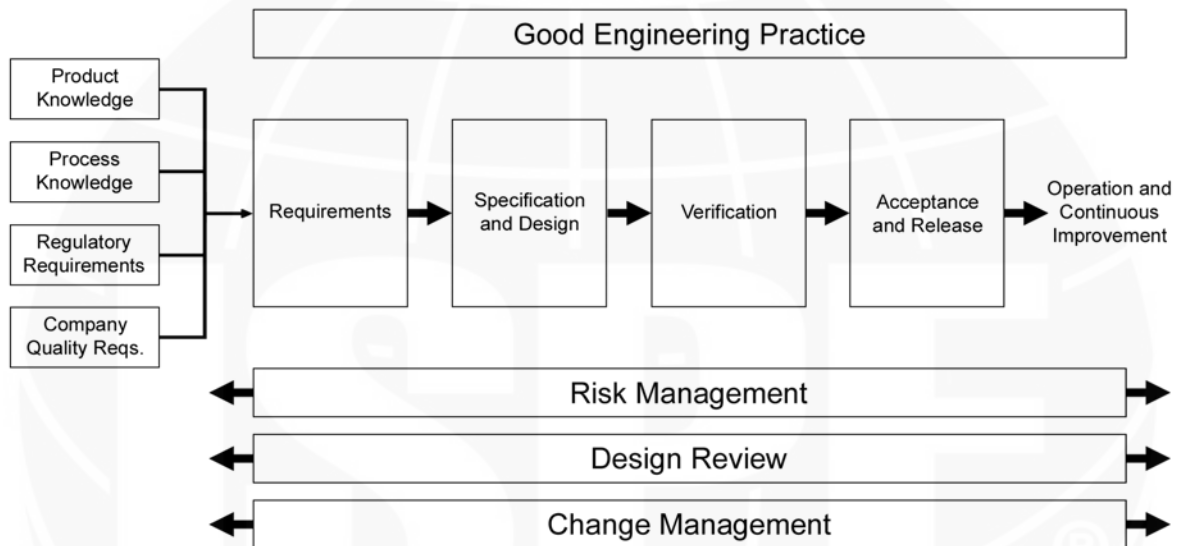 Good Engineering Practice
Product
Knowledge
Process
Knowledge
Regulatory
Requirements
Company
Quality Reqs.
Requirements
Specification
and Design
Verification
Acceptance
and Release
Operation and
Continuous
Improvement
Risk Management
Design Review
Change Management
ISPE
®